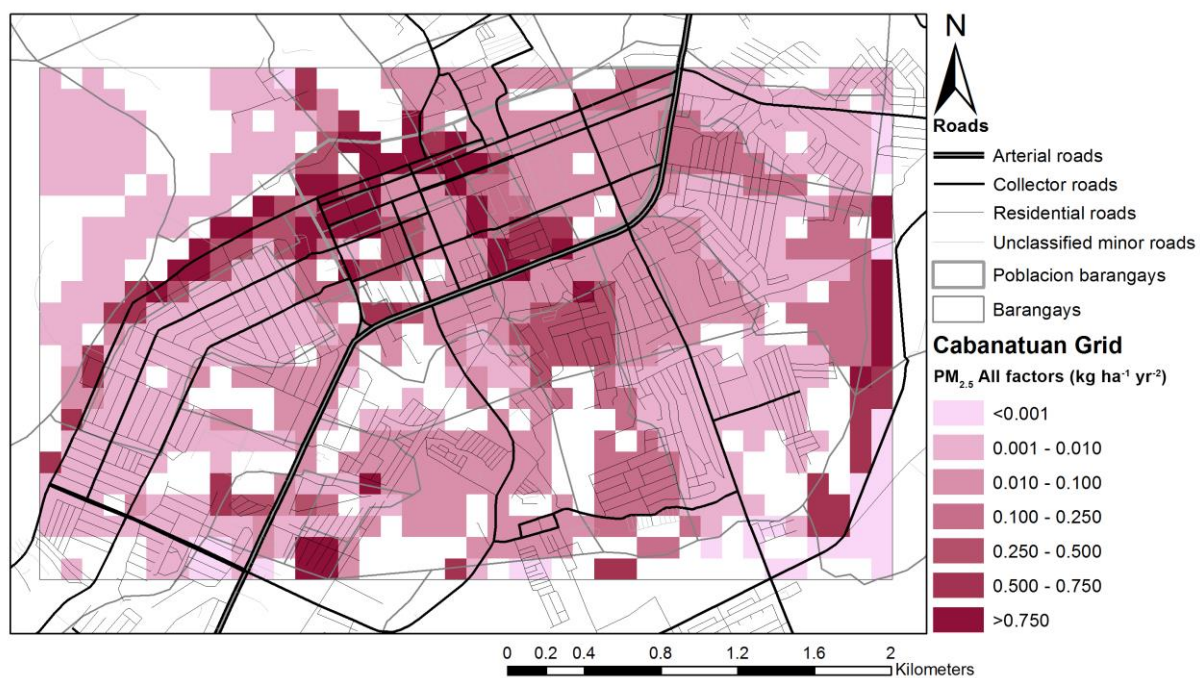 N
Roads
Arterial roads
Collector roads
Residential roads
Unclassified minor roads
Poblacion barangays
Barangays
Cabanatuan Grid
PM₂.₅ All factors (kg ha⁻¹ yr⁻²)
<0.001
0.001 - 0.010
0.010 - 0.100
0.100 - 0.250
0.250 - 0.500
0.500 - 0.750
>0.750
0 0.2 0.4 0.8 1.2 1.6 2
Kilometers